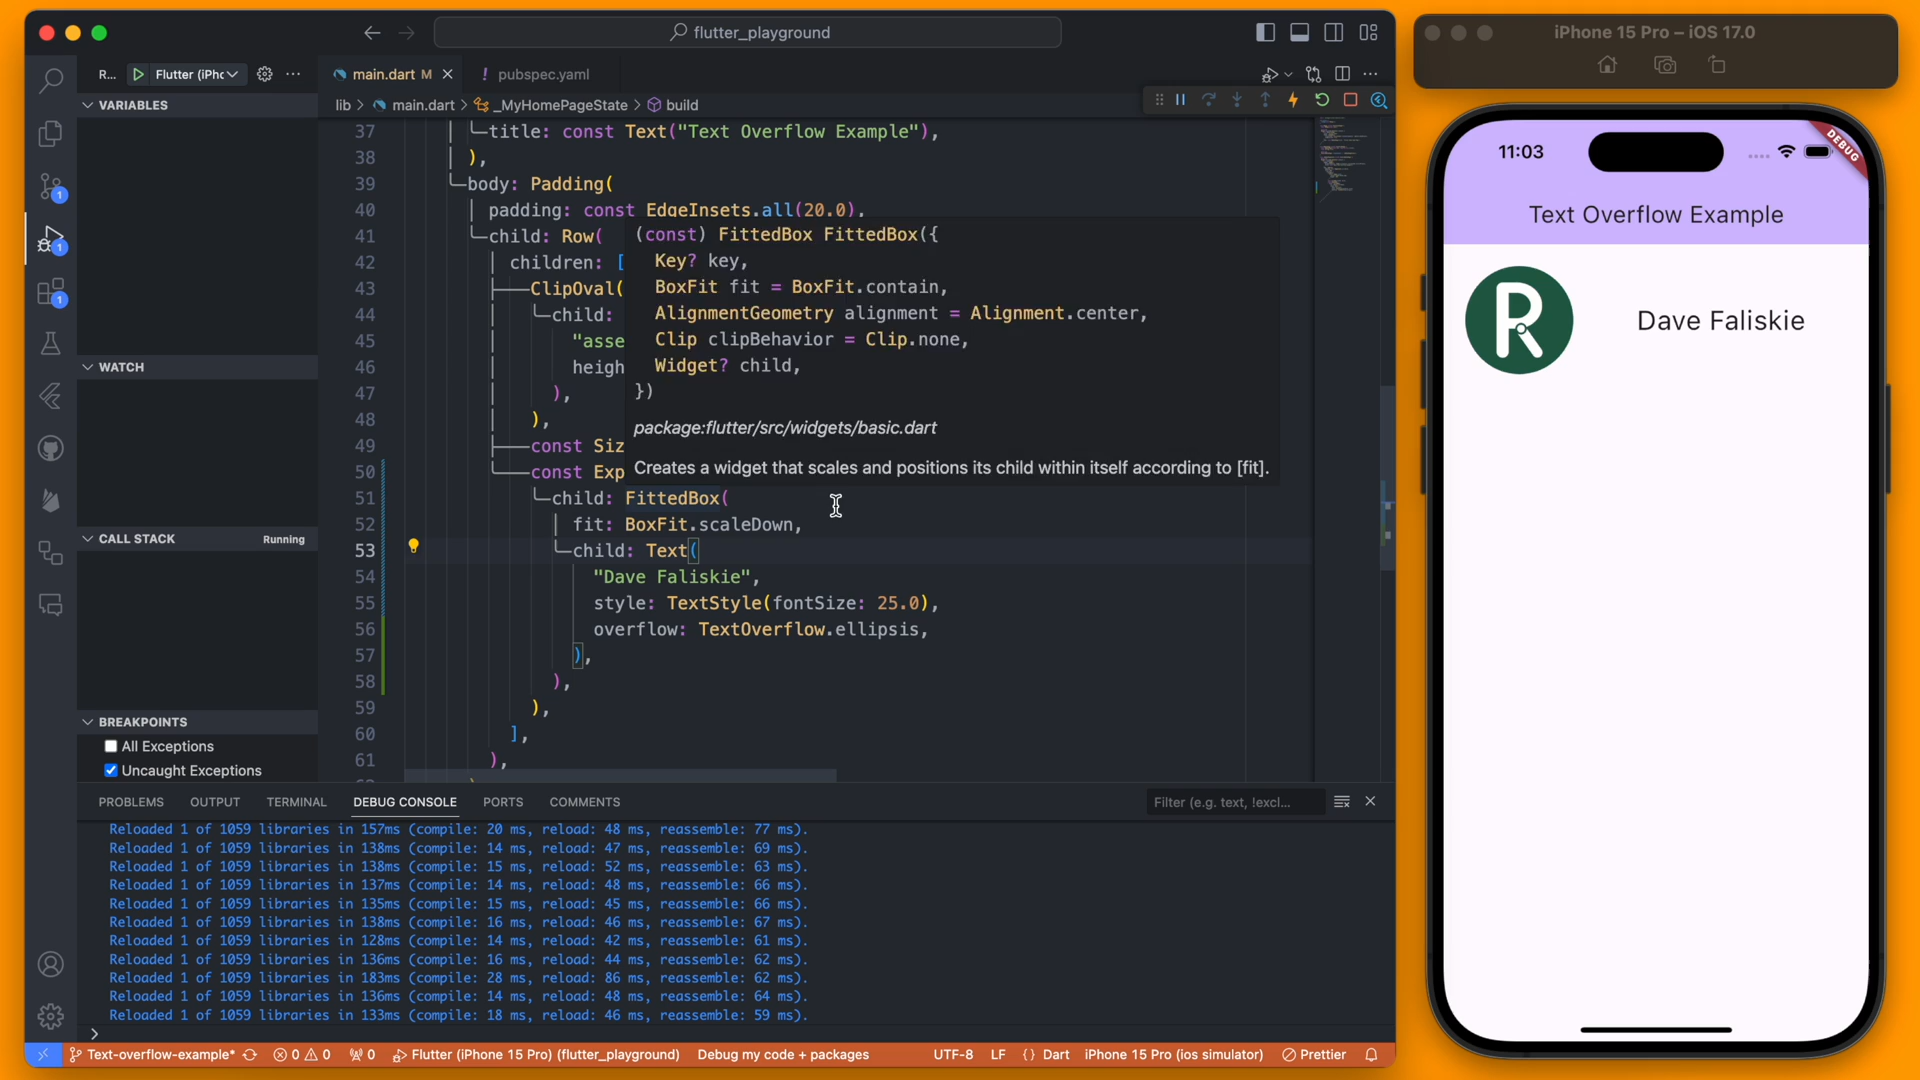 flutter_playground
R...
Flutter (iPhc
main.dart M
! pubspec.yaml
VARIABLES
lib > main.dart > _MyHomePageState > build
37 title: const Text("Text Overflow Example"),
38 ),
39 body: Padding(
40 padding: const EdgeInsets.all(20.0),
41 child: Row(
42 children: [
43 ClipOval(
44 child:
45 "asse
46 heigh
47 ),
48 ),
49 const Siz
50 const Exp
51 child: FittedBox(
52 fit: BoxFit.scaleDown,
53 child: Text(
54 "Dave Faliskie",
55 style: TextStyle(fontSize: 25.0),
56 overflow: TextOverflow.ellipsis,
57 ),
58 ),
59 ),
60 ],
61 ),
(const) FittedBox FittedBox({
Key? key,
BoxFit fit = BoxFit.contain,
AlignmentGeometry alignment = Alignment.center,
Clip clipBehavior = Clip.none,
Widget? child,
})
package:flutter/src/widgets/basic.dart
Creates a widget that scales and positions its child within itself according to [fit].
1
1
1
WATCH
CALL STACK Running
BREAKPOINTS
All Exceptions
Uncaught Exceptions
PROBLEMS OUTPUT TERMINAL DEBUG CONSOLE PORTS COMMENTS
Filter (e.g. text, !excl...
Reloaded 1 of 1059 libraries in 157ms (compile: 20 ms, reload: 48 ms, reassemble: 77 ms).
Reloaded 1 of 1059 libraries in 138ms (compile: 14 ms, reload: 47 ms, reassemble: 69 ms).
Reloaded 1 of 1059 libraries in 138ms (compile: 15 ms, reload: 52 ms, reassemble: 63 ms).
Reloaded 1 of 1059 libraries in 137ms (compile: 14 ms, reload: 48 ms, reassemble: 66 ms).
Reloaded 1 of 1059 libraries in 135ms (compile: 15 ms, reload: 45 ms, reassemble: 66 ms).
Reloaded 1 of 1059 libraries in 138ms (compile: 16 ms, reload: 46 ms, reassemble: 67 ms).
Reloaded 1 of 1059 libraries in 128ms (compile: 14 ms, reload: 42 ms, reassemble: 61 ms).
Reloaded 1 of 1059 libraries in 136ms (compile: 16 ms, reload: 44 ms, reassemble: 62 ms).
Reloaded 1 of 1059 libraries in 183ms (compile: 28 ms, reload: 86 ms, reassemble: 62 ms).
Reloaded 1 of 1059 libraries in 136ms (compile: 14 ms, reload: 48 ms, reassemble: 64 ms).
Reloaded 1 of 1059 libraries in 133ms (compile: 18 ms, reload: 46 ms, reassemble: 59 ms).
Text-overflow-example* 0 0 0 Flutter (iPhone 15 Pro) (flutter_playground) Debug my code + packages UTF-8 LF {} Dart iPhone 15 Pro (ios simulator) Prettier
iPhone 15 Pro – iOS 17.0
11:03
DEBUG
Text Overflow Example
R
Dave Faliskie